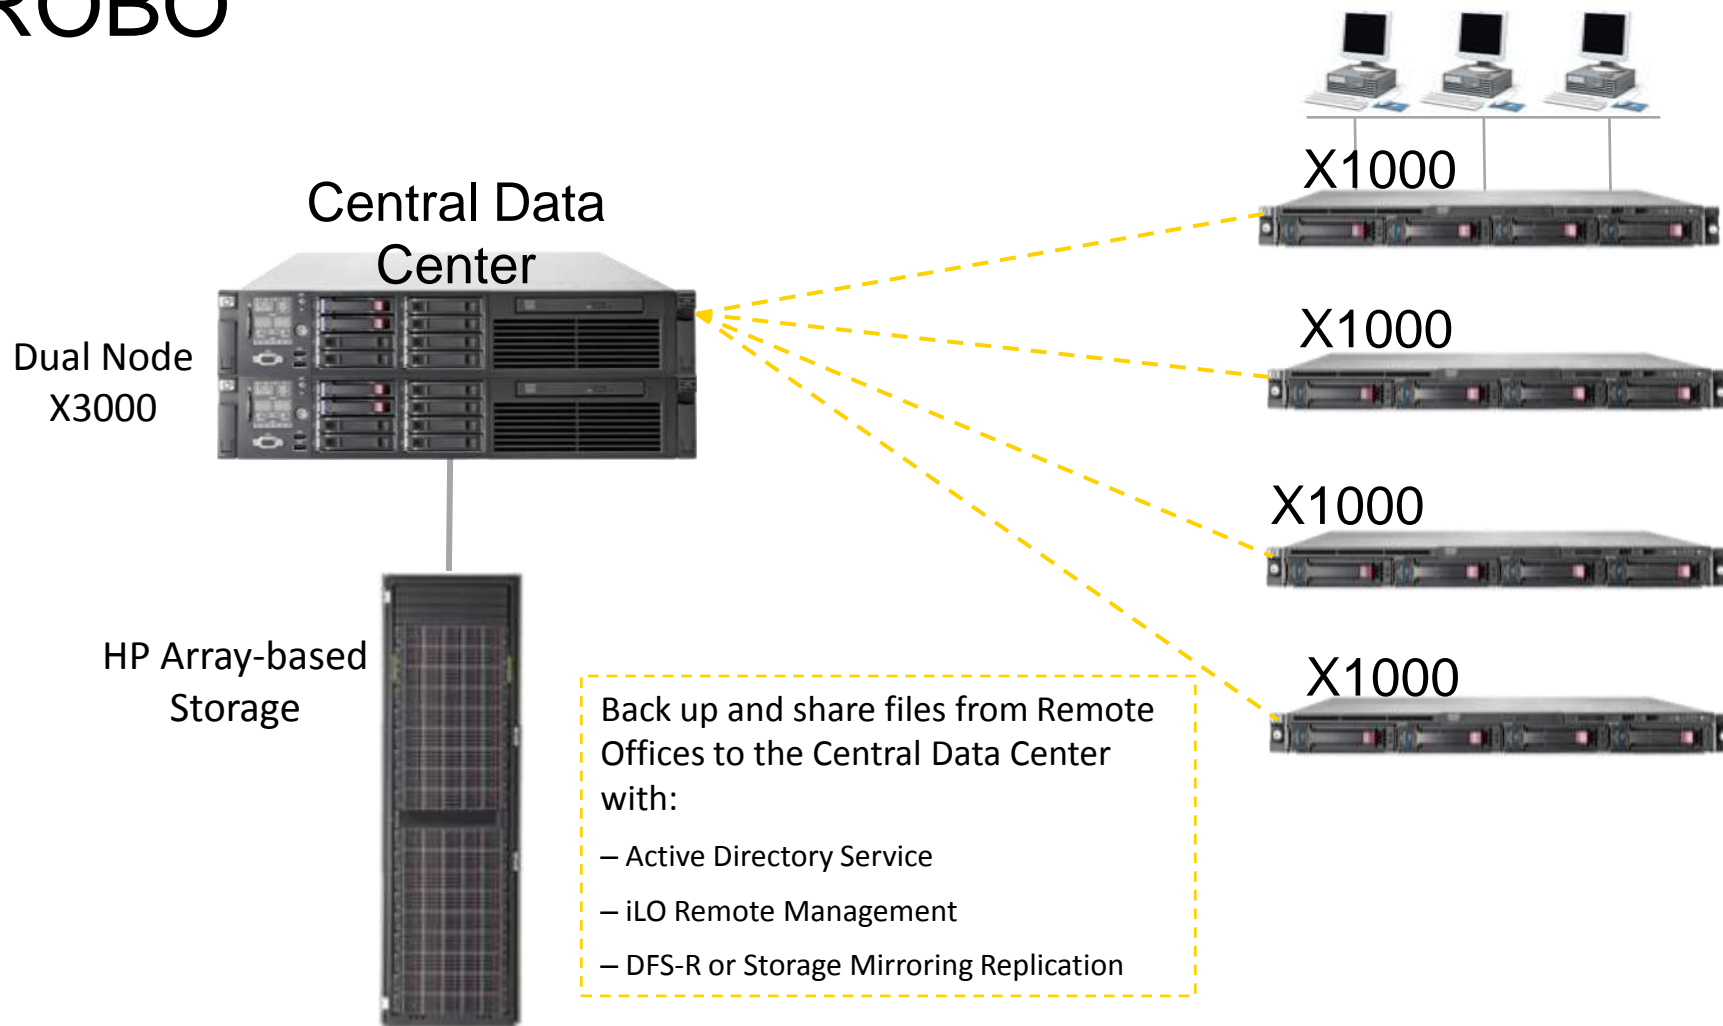 ROBO
Central Data
Center
Dual Node
X3000
HP Array-based
Storage
Back up and share files from Remote
Offices to the Central Data Center
with:
– Active Directory Service
– iLO Remote Management
– DFS-R or Storage Mirroring Replication
X1000
X1000
X1000
X1000